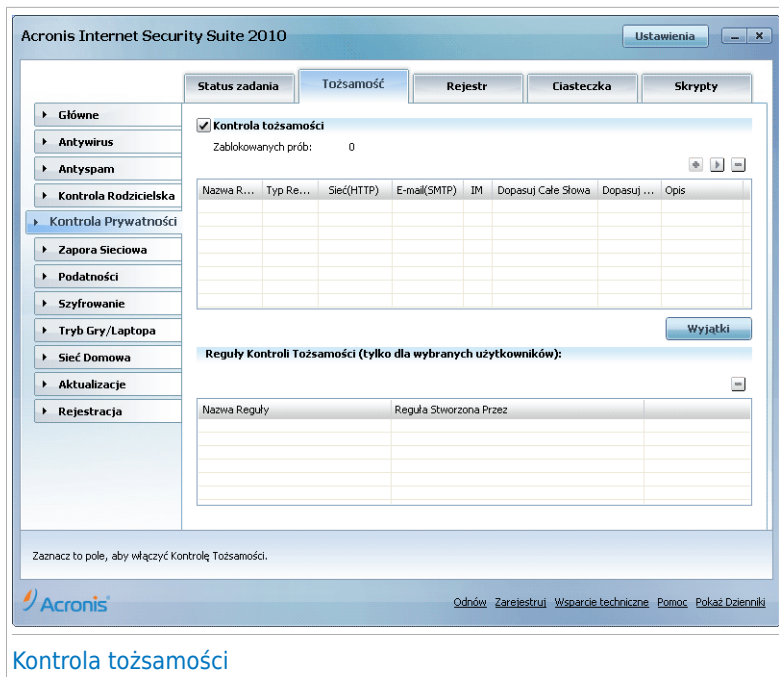 Acronis Internet Security Suite 2010
Ustawienia
Status zadania Tożsamość Rejestr Ciasteczka Skrypty
Główne
Antywirus
Antyspam
Kontrola Rodzicielska
Kontrola Prywatności
Zapora Sieciowa
Podatności
Szyfrowanie
Tryb Gry/Laptopa
Sieć Domowa
Aktualizacje
Rejestracja
Kontrola tożsamości
Zablokowanych prób: 0
Nazwa R... Typ Re... Sieć(HTTP) E-mail(SMTP) IM Dopasuj Całe Słowa Dopasuj ... Opis
Wyjątki
Reguły Kontroli Tożsamości (tylko dla wybranych użytkowników):
Nazwa Reguły Reguła Stworzona Przez
Zaznacz to pole, aby włączyć Kontrolę Tożsamości.
Acronis
Odnów Zarejestruj Wsparcie techniczne Pomoc Pokaż Dzienniki
Kontrola tożsamości